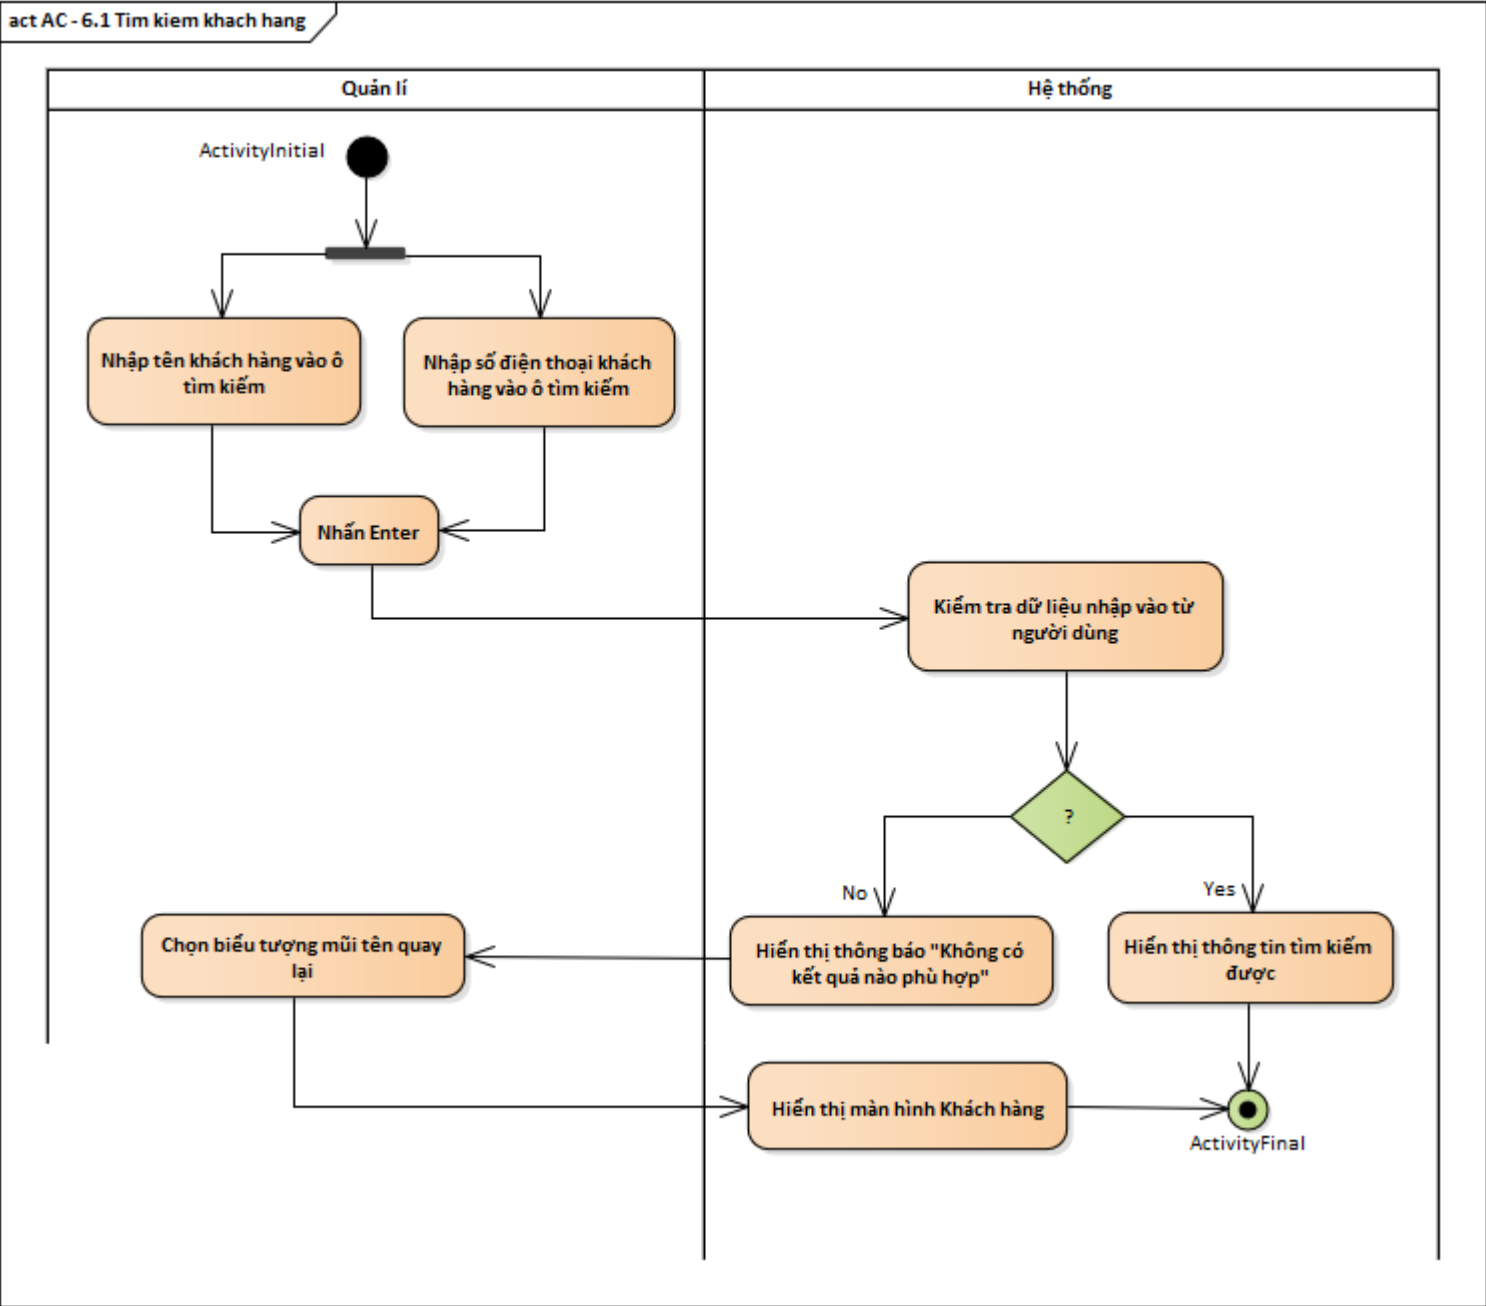 act AC - 6.1 Tim kiem khach hang
Quản lí
Hệ thống
ActivityInitial
Nhập tên khách hàng vào ô
tìm kiếm
Nhập số điện thoại khách
hàng vào ô tìm kiếm
Nhấn Enter
Kiểm tra dữ liệu nhập vào từ
người dùng
?
No
Yes
Chọn biểu tượng mũi tên quay
lại
Hiển thị thông báo "Không có
kết quả nào phù hợp"
Hiển thị thông tin tìm kiếm
được
Hiển thị màn hình Khách hàng
ActivityFinal